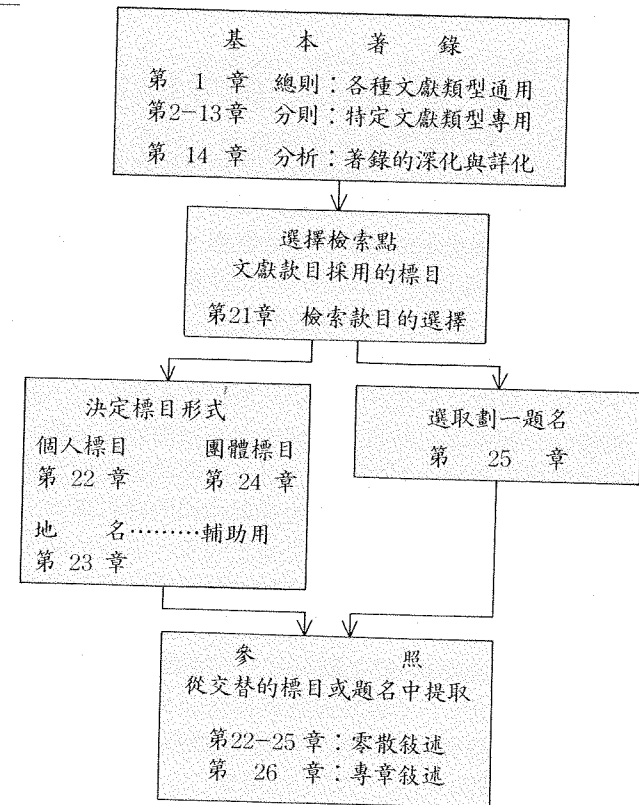 基本著錄
第 1 章 總則：各種文獻類型通用
第2-13章 分則：特定文獻類型專用
第 14 章 分析：著錄的深化與詳化
選擇檢索點
文獻款目採用的標目
第21章 檢索款目的選擇
決定標目形式
個人標目 團體標目
第 22 章 第 24 章
地名………輔助用
第 23 章
選取劃一題名
第 25 章
參照
從交替的標目或題名中提取
第22-25 章：零散敘述
第 26 章：專章敘述